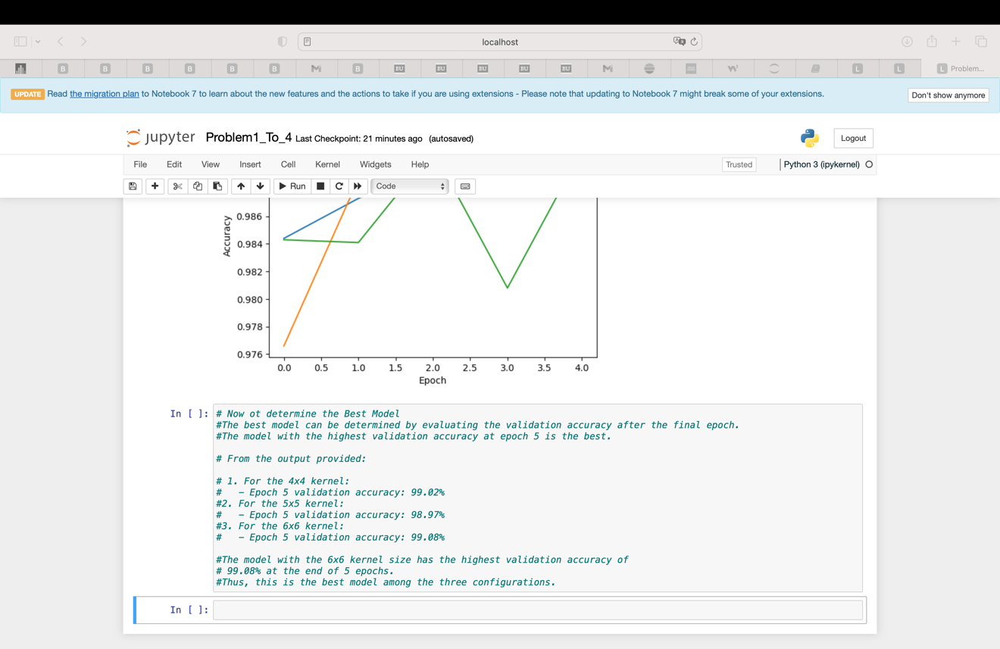 localhost
B
B
B
B
B
B
B
BU
BU
BU
BU
BU
L
L
L Problem...
UPDATE Read the migration plan to Notebook 7 to learn about the new features and the actions to take if you are using extensions - Please note that updating to Notebook 7 might break some of your extensions.
Don't show anymore
jupyter Problem1_To_4 Last Checkpoint: 21 minutes ago (autosaved)
Logout
File Edit View Insert Cell Kernel Widgets Help
Trusted
Python 3 (ipykernel)
Run
Code
Accuracy
0.986
0.984
0.982
0.980
0.978
0.976
0.0 0.5 1.0 1.5 2.0 2.5 3.0 3.5 4.0
Epoch
In [ ]:
# Now ot determine the Best Model
#The best model can be determined by evaluating the validation accuracy after the final epoch.
#The model with the highest validation accuracy at epoch 5 is the best.
# From the output provided:
# 1. For the 4x4 kernel:
#   - Epoch 5 validation accuracy: 99.02%
#2. For the 5x5 kernel:
#   - Epoch 5 validation accuracy: 98.97%
#3. For the 6x6 kernel:
#   - Epoch 5 validation accuracy: 99.08%
#The model with the 6x6 kernel size has the highest validation accuracy of
# 99.08% at the end of 5 epochs.
#Thus, this is the best model among the three configurations.
In [ ]: